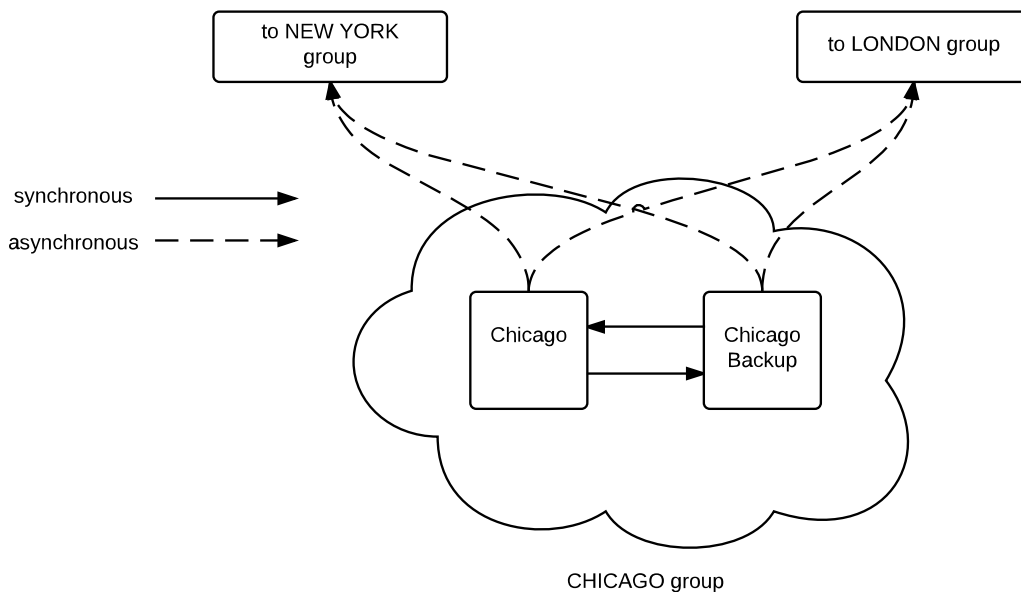 to NEW YORK
group
to LONDON group
synchronous
asynchronous
Chicago
Chicago
Backup
CHICAGO group